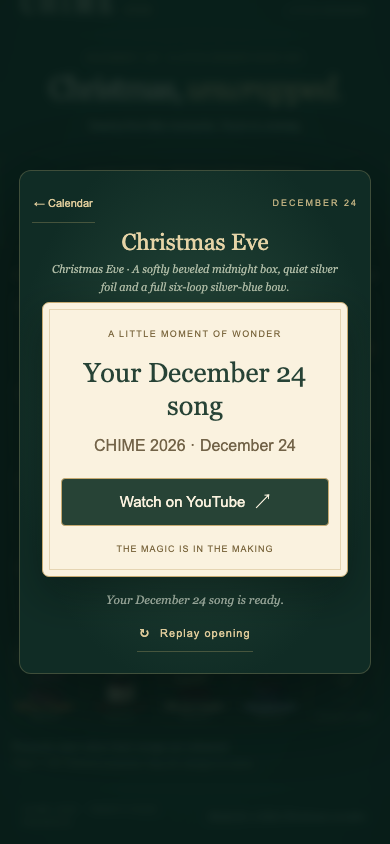 ← Calendar
DECEMBER 24
Christmas Eve
Christmas Eve · A softly beveled midnight box, quiet silver
foil and a full six-loop silver-blue bow.
A LITTLE MOMENT OF WONDER
Your December 24
song
CHIME 2026 · December 24
Watch on YouTube ↗
THE MAGIC IS IN THE MAKING
Your December 24 song is ready.
↻ Replay opening